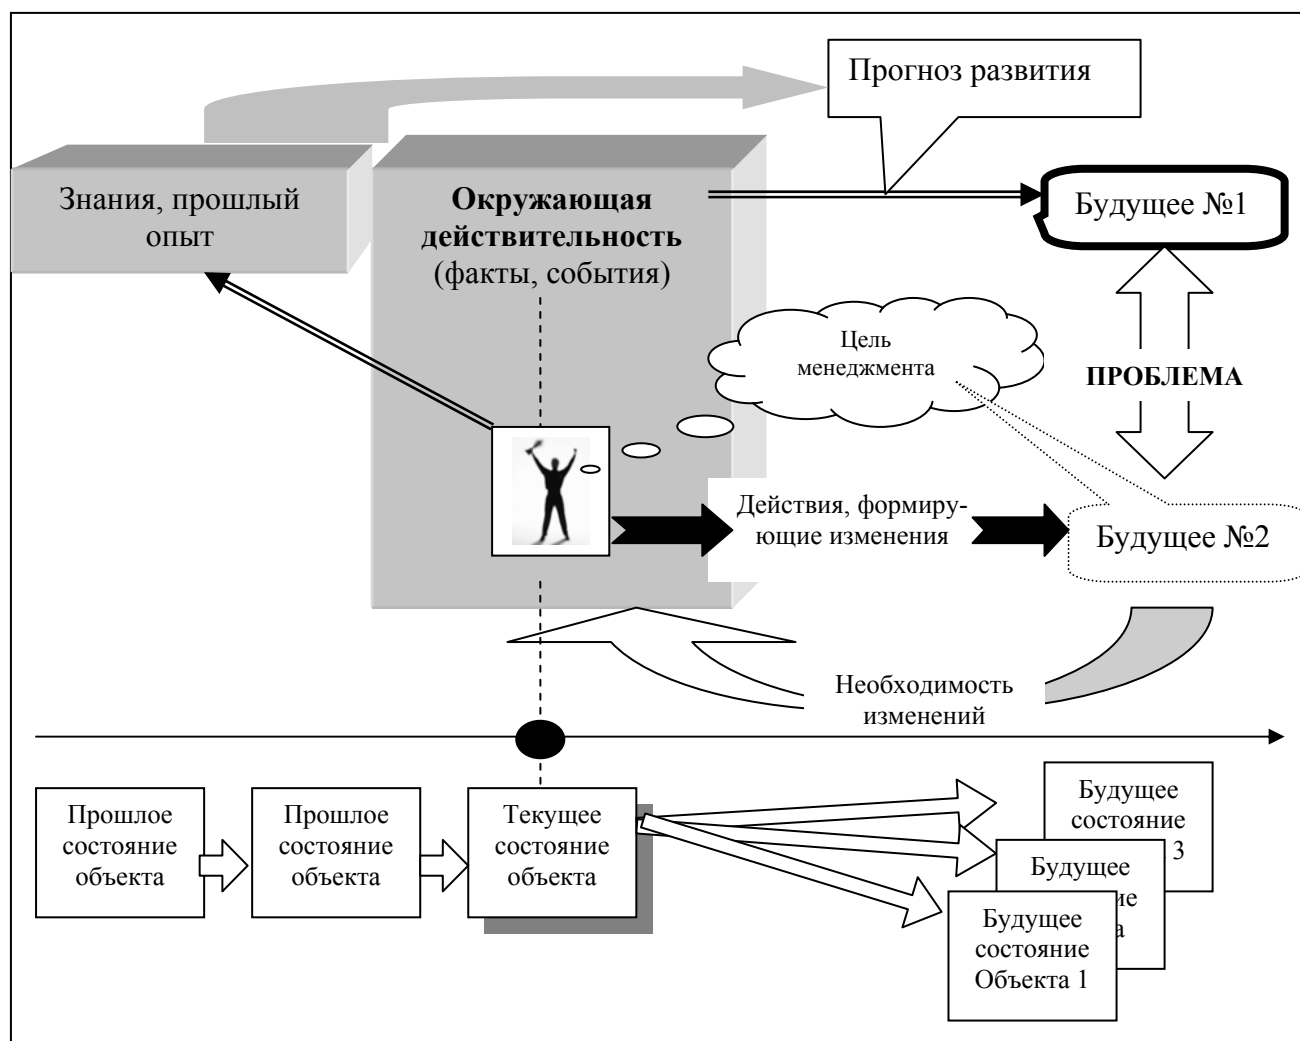 Прогноз развития
Знания, прошлый
опыт
Окружающая
действительность
(факты, события)
Будущее №1
Цель
менеджмента
ПРОБЛЕМА
Действия, формирую-
ющие изменения
Будущее №2
Необходимость
изменений
Прошлое
состояние
объекта
Прошлое
состояние
объекта
Текущее
состояние
объекта
Будущее
состояние
3
Будущее
ие
а
Будущее
состояние
Объекта 1